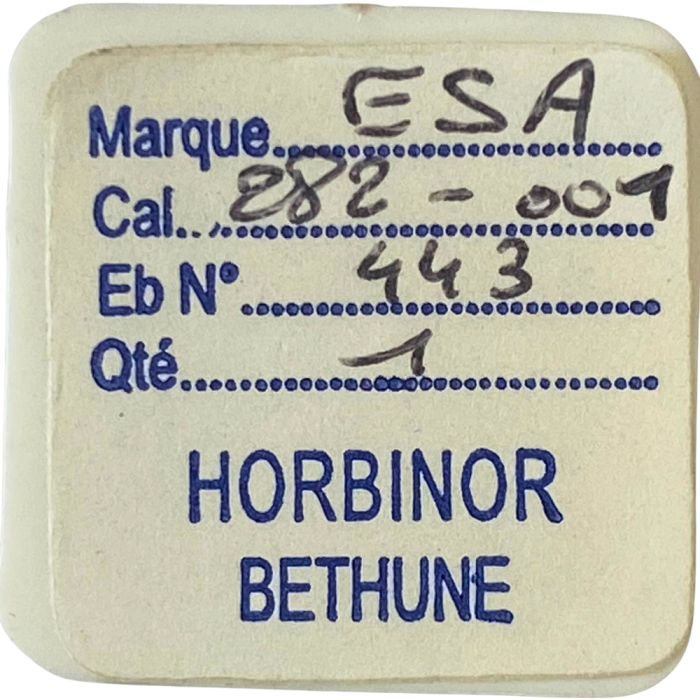 Marque ESA
Cal. 282-001
Eb N° 443
Qté 1
HORBINOR
BETHUNE